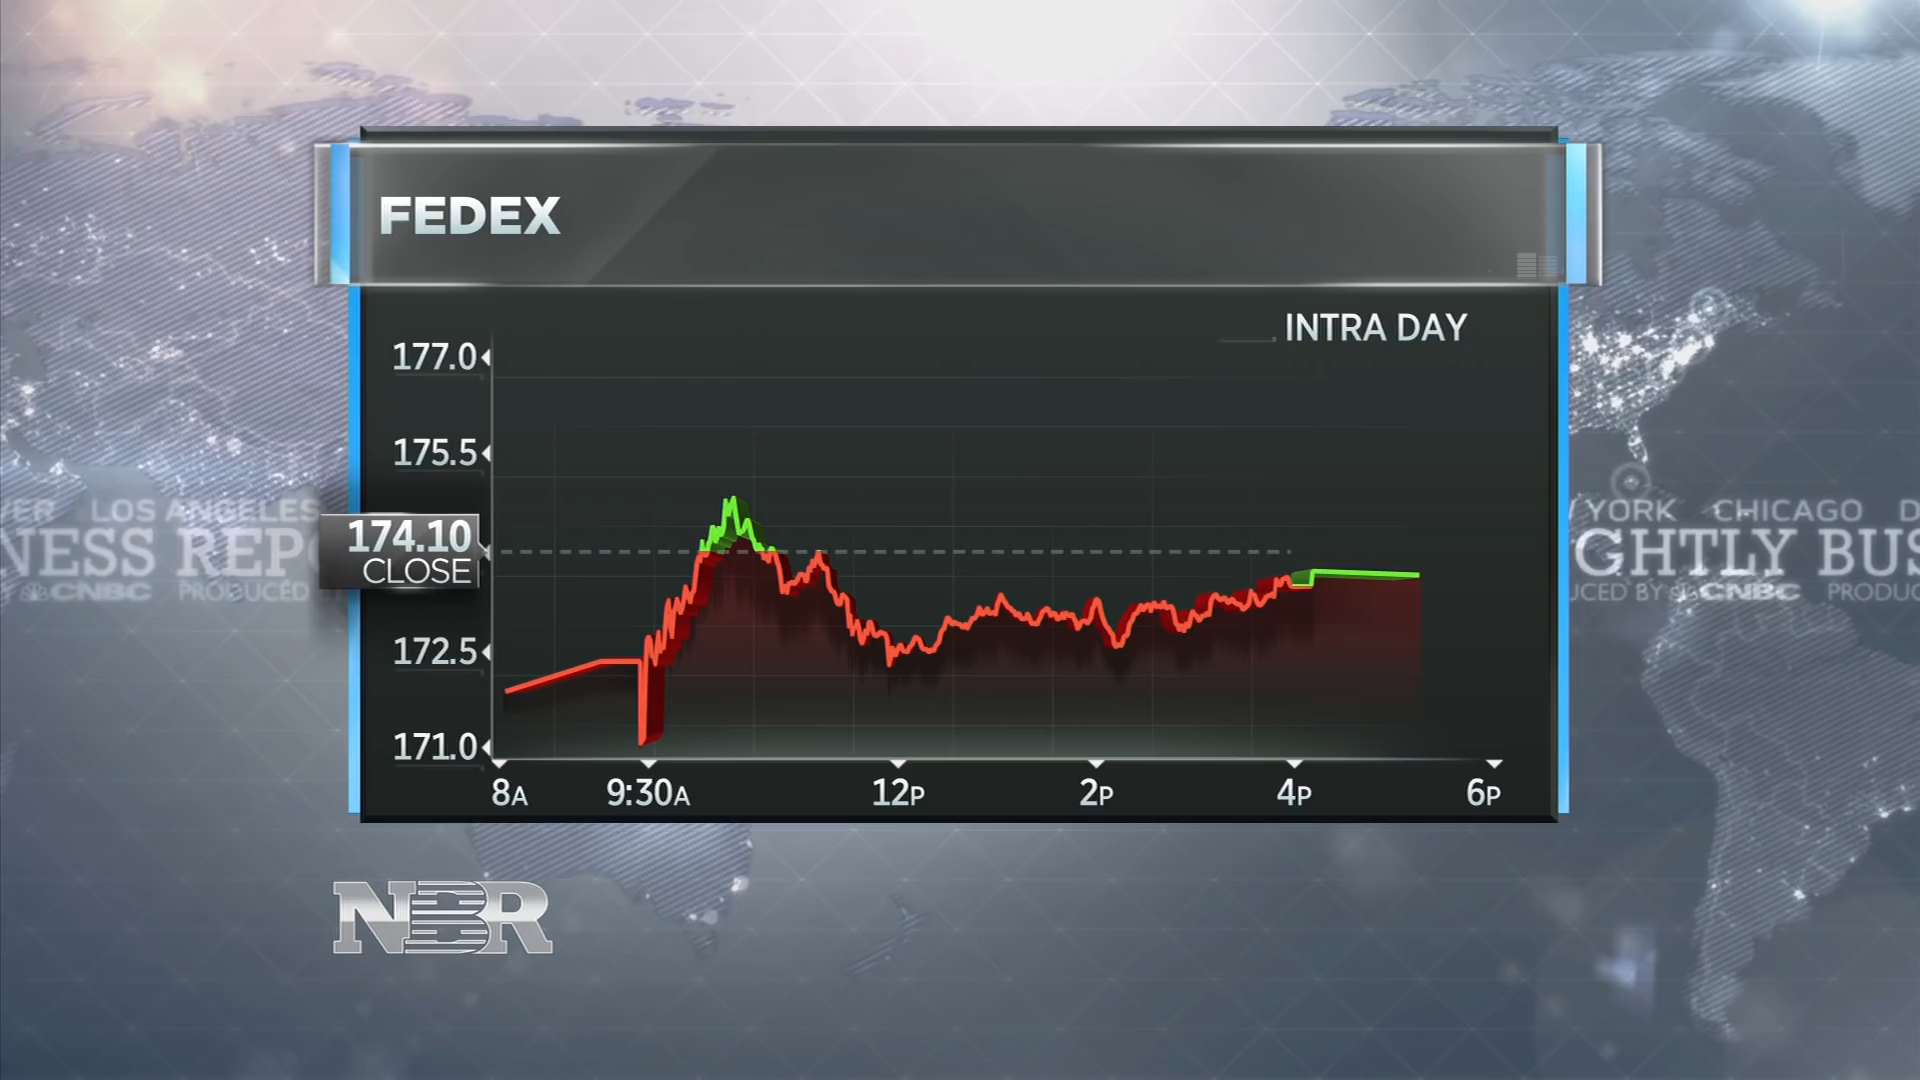 FEDEX
INTRA DAY
177.0
175.5
174.10
CLOSE
172.5
171.0
8A 9:30A 12P 2P 4P 6P
LOS ANGELES
NESS
& CNBC PRODUCED
YORK CHICAGO
GHTLY BUS
UCED BY CNBC PRODUC
NBR